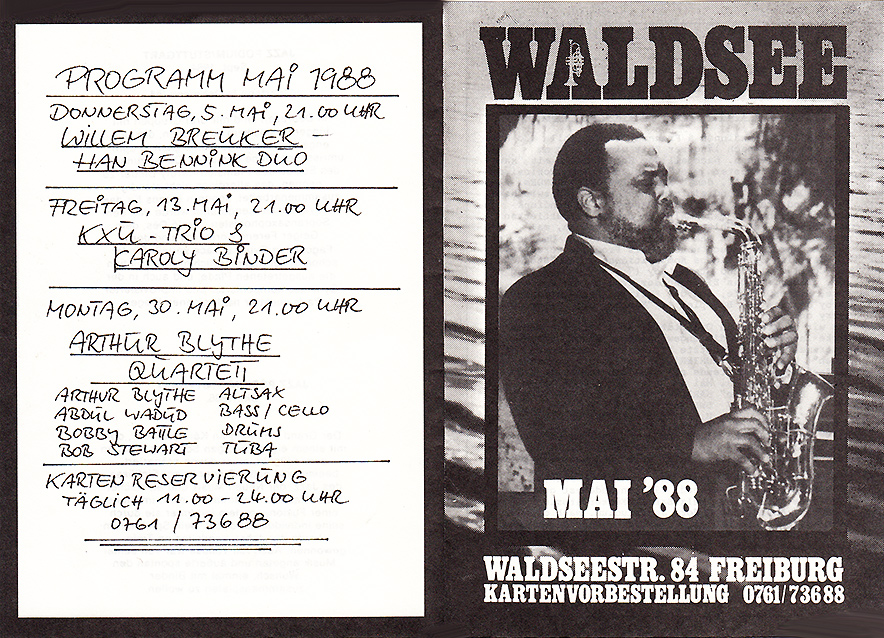 PROGRAMM MAI 1988
DONNERSTAG, 5. MAI, 21.00 UHR
WILLEM BREUKER –
HAN BENNINK DUO
FREITAG, 13. MAI, 21.00 UHR
KXU - TRIO &
KAROLY BINDER
MONTAG, 30. MAI, 21.00 UHR
ARTHUR BLYTHE
QUARTETT
ARTHUR BLYTHE ALTSAX
ABDUL WADUD BASS / CELLO
BOBBY BATTLE DRUMS
BOB STEWART TUBA
KARTENRESERVIERUNG
TÄGLICH 11.00 - 24.00 UHR
0761 / 73688
WALDSEE
MAI '88
WALDSEESTR. 84 FREIBURG
KARTENVORBESTELLUNG 0761/73688